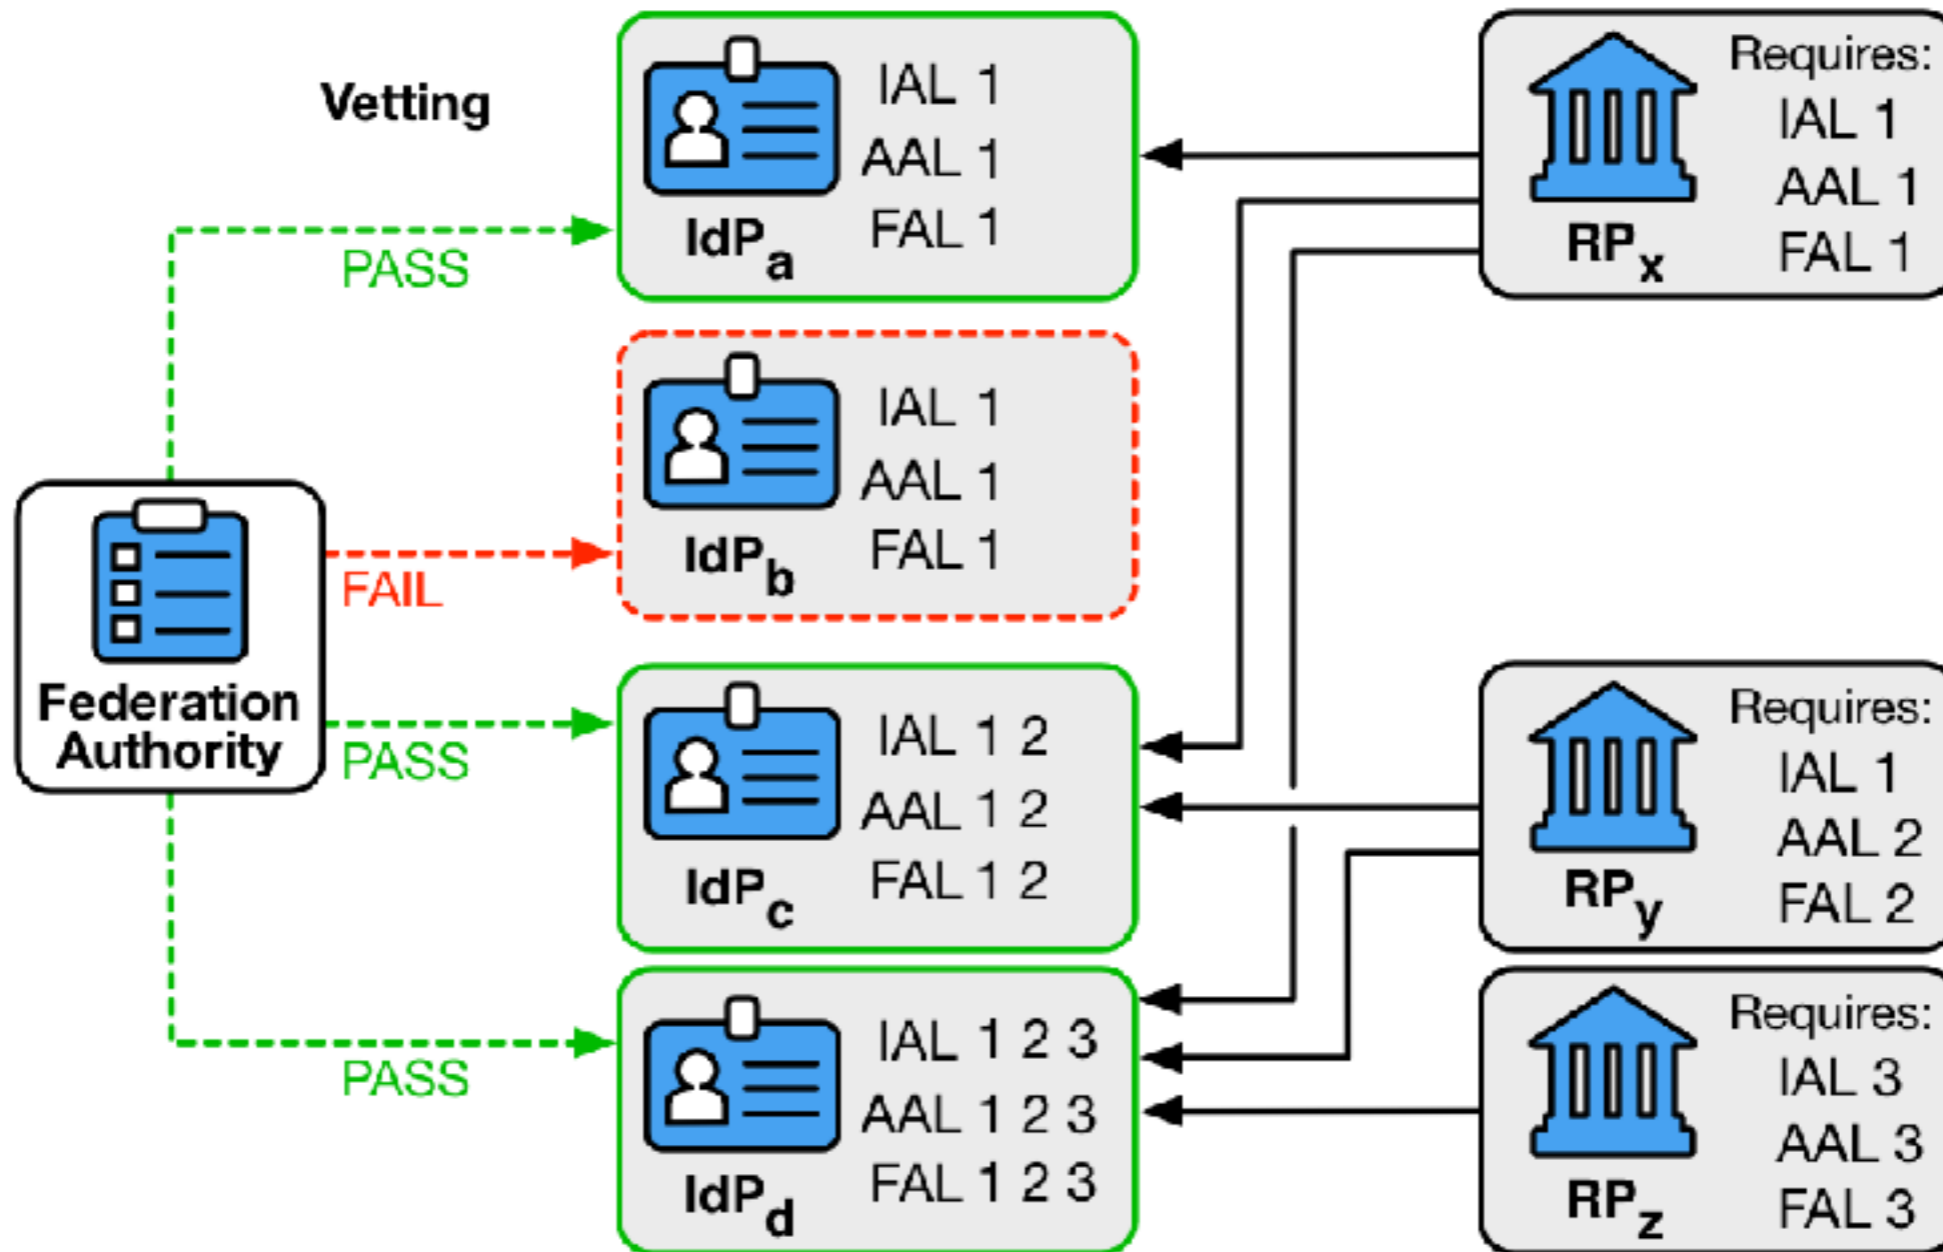 Vetting
PASS
FAIL
PASS
PASS
Federation
Authority
IAL 1
AAL 1
FAL 1
IdPa
IAL 1
AAL 1
FAL 1
IdPb
IAL 1 2
AAL 1 2
FAL 1 2
IdPc
IAL 1 2 3
AAL 1 2 3
FAL 1 2 3
IdPd
Requires:
IAL 1
AAL 1
FAL 1
RPx
Requires:
IAL 1
AAL 2
FAL 2
RPy
Requires:
IAL 3
AAL 3
FAL 3
RPz